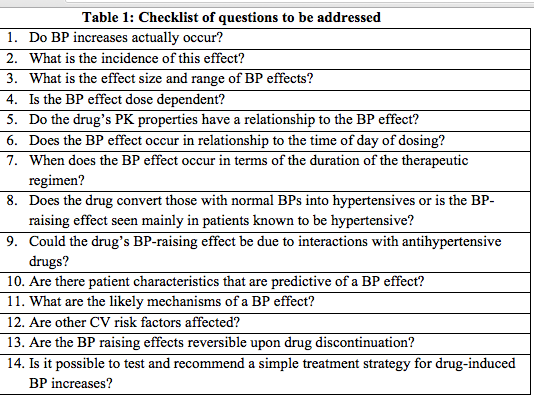 Table 1: Checklist of questions to be addressed
1. Do BP increases actually occur?
2. What is the incidence of this effect?
3. What is the effect size and range of BP effects?
4. Is the BP effect dose dependent?
5. Do the drug's PK properties have a relationship to the BP effect?
6. Does the BP effect occur in relationship to the time of day of dosing?
7. When does the BP effect occur in terms of the duration of the therapeutic
regimen?
8. Does the drug convert those with normal BPs into hypertensives or is the BP-
raising effect seen mainly in patients known to be hypertensive?
9. Could the drug's BP-raising effect be due to interactions with antihypertensive
drugs?
10. Are there patient characteristics that are predictive of a BP effect?
11. What are the likely mechanisms of a BP effect?
12. Are other CV risk factors affected?
13. Are the BP raising effects reversible upon drug discontinuation?
14. Is it possible to test and recommend a simple treatment strategy for drug-induced
BP increases?